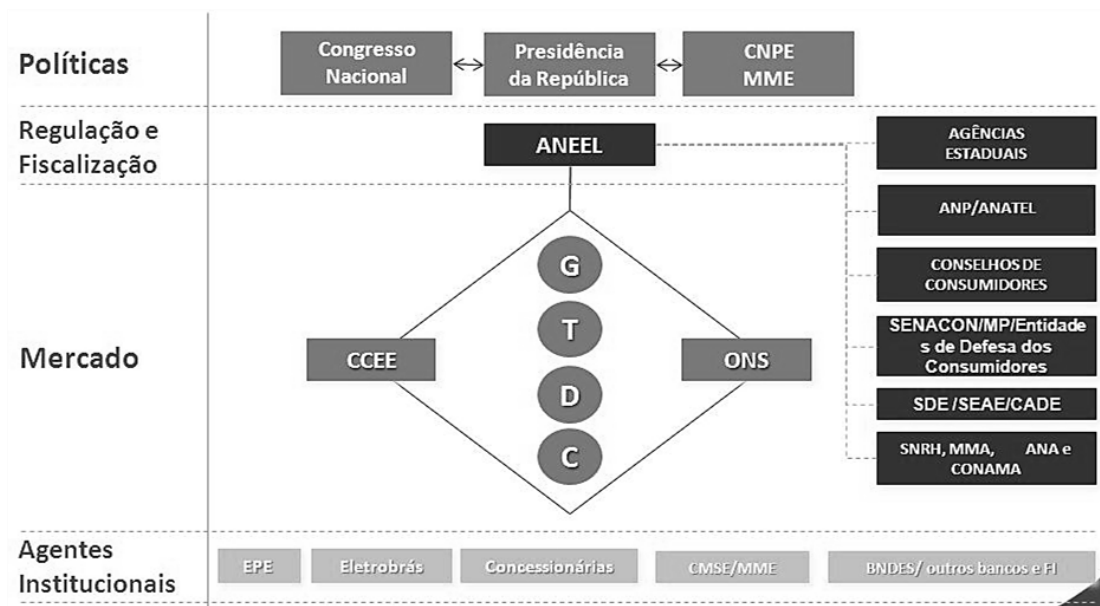 Políticas
Congresso
Nacional
Presidência
da República
CNPE
MME
Regulação e
Fiscalização
ANEEL
AGÊNCIAS
ESTADUAIS
ANP/ANATEL
CONSELHOS DE
CONSUMIDORES
SENACON/MP/Entidade
s de Defesa dos
Consumidores
SDE /SEAE/CADE
SNRH, MMA, ANA e
CONAMA
Mercado
G
T
D
C
CCEE
ONS
Agentes
Institucionais
EPE
Eletrobrás
Concessionárias
CMSE/MME
BNDES/ outros bancos e FI